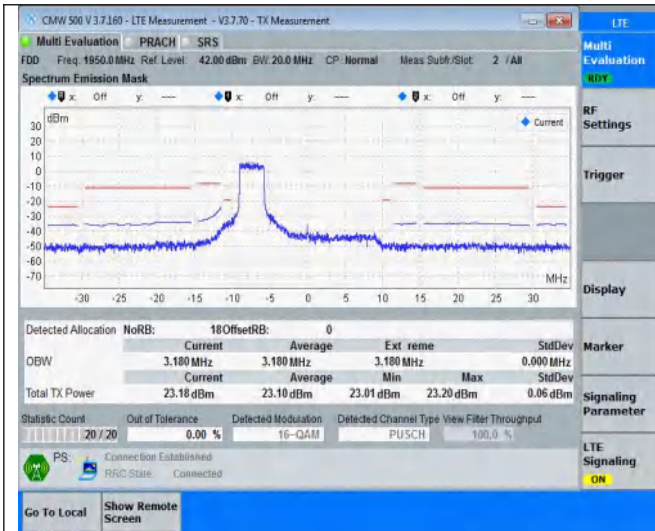 CMW 500 V 3.7.160 - LTE Measurement - V3.7.70 - TX Measurement
LTE
Multi Evaluation PRACH SRS
FDD Freq: 1950.0 MHz Ref. Level: 42.00 dBm BW: 20.0 MHz CP: Normal Meas Subfr./Slot: 2 / All
Spectrum Emission Mask
x: Off y: --- x: Off y: --- x: Off y: ---
dBm
Current
30
20
10
0
-10
-20
-30
-40
-50
-60
-70
MHz
-30 -25 -20 -15 -10 -5 0 5 10 15 20 25 30
Detected Allocation NoRB: 18 OffsetRB: 0
Current Average Extreme StdDev
OBW 3.180 MHz 3.180 MHz 3.180 MHz 0.000 MHz
Current Average Min Max StdDev
Total TX Power 23.18 dBm 23.10 dBm 23.01 dBm 23.20 dBm 0.06 dBm
Statistic Count Out of Tolerance Detected Modulation Detected Channel Type View Filter Throughput
20 / 20 0.00 % 16-QAM PUSCH 100.0 %
PS: Connection Established
RRC State: Connected
Multi
Evaluation
RDY
RF
Settings
Trigger
Display
Marker
Signaling
Parameter
LTE
Signaling
ON
Go To Local
Show Remote
Screen